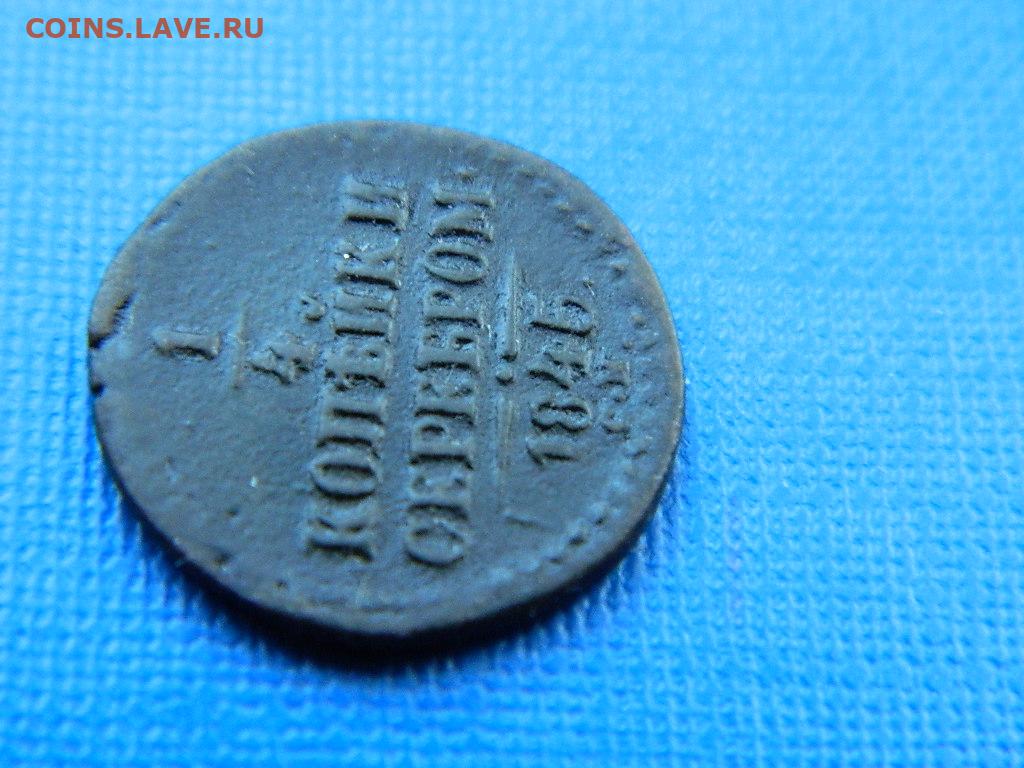 COINS.LAVE.RU
1
4
КОПѢЙКИ
СЕРЕБРОМ.
1845.